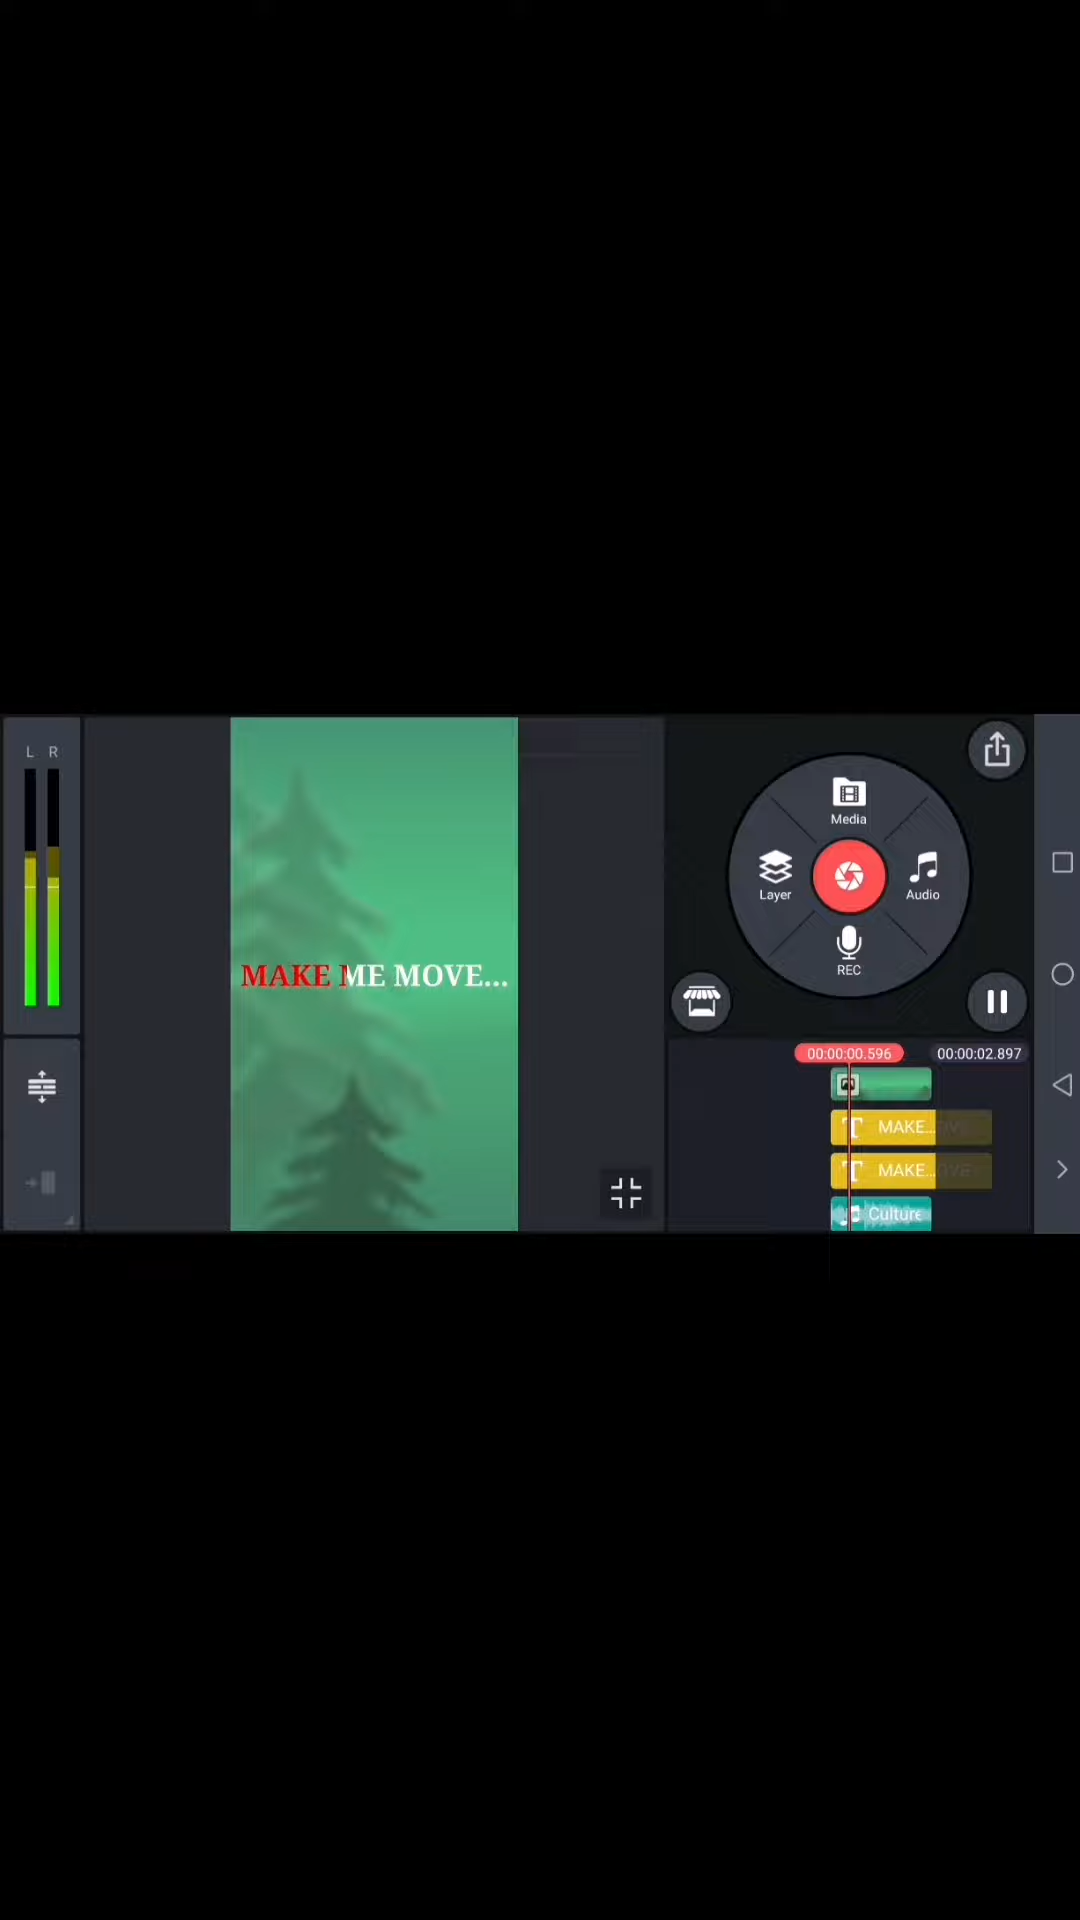 L R
Media
Layer
Audio
MAKE ME MOVE...
REC
00:00:00.596
00:00:02.897
T MAKE...
T MAKE...
Culture